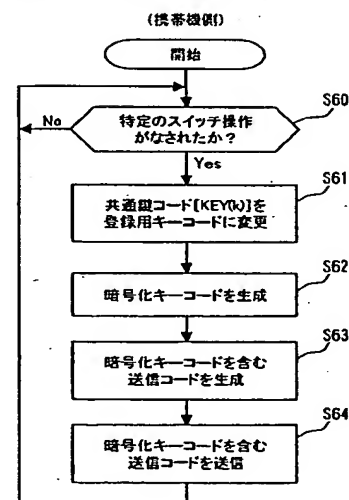 (携帯機側)
開始
No
特定のスイッチ操作
がなされたか？
S60
Yes
S61
共通鍵コード[KEY(k)]を
登録用キーコードに変更
S62
暗号化キーコードを生成
S63
暗号化キーコードを含む
送信コードを生成
S64
暗号化キーコードを含む
送信コードを送信